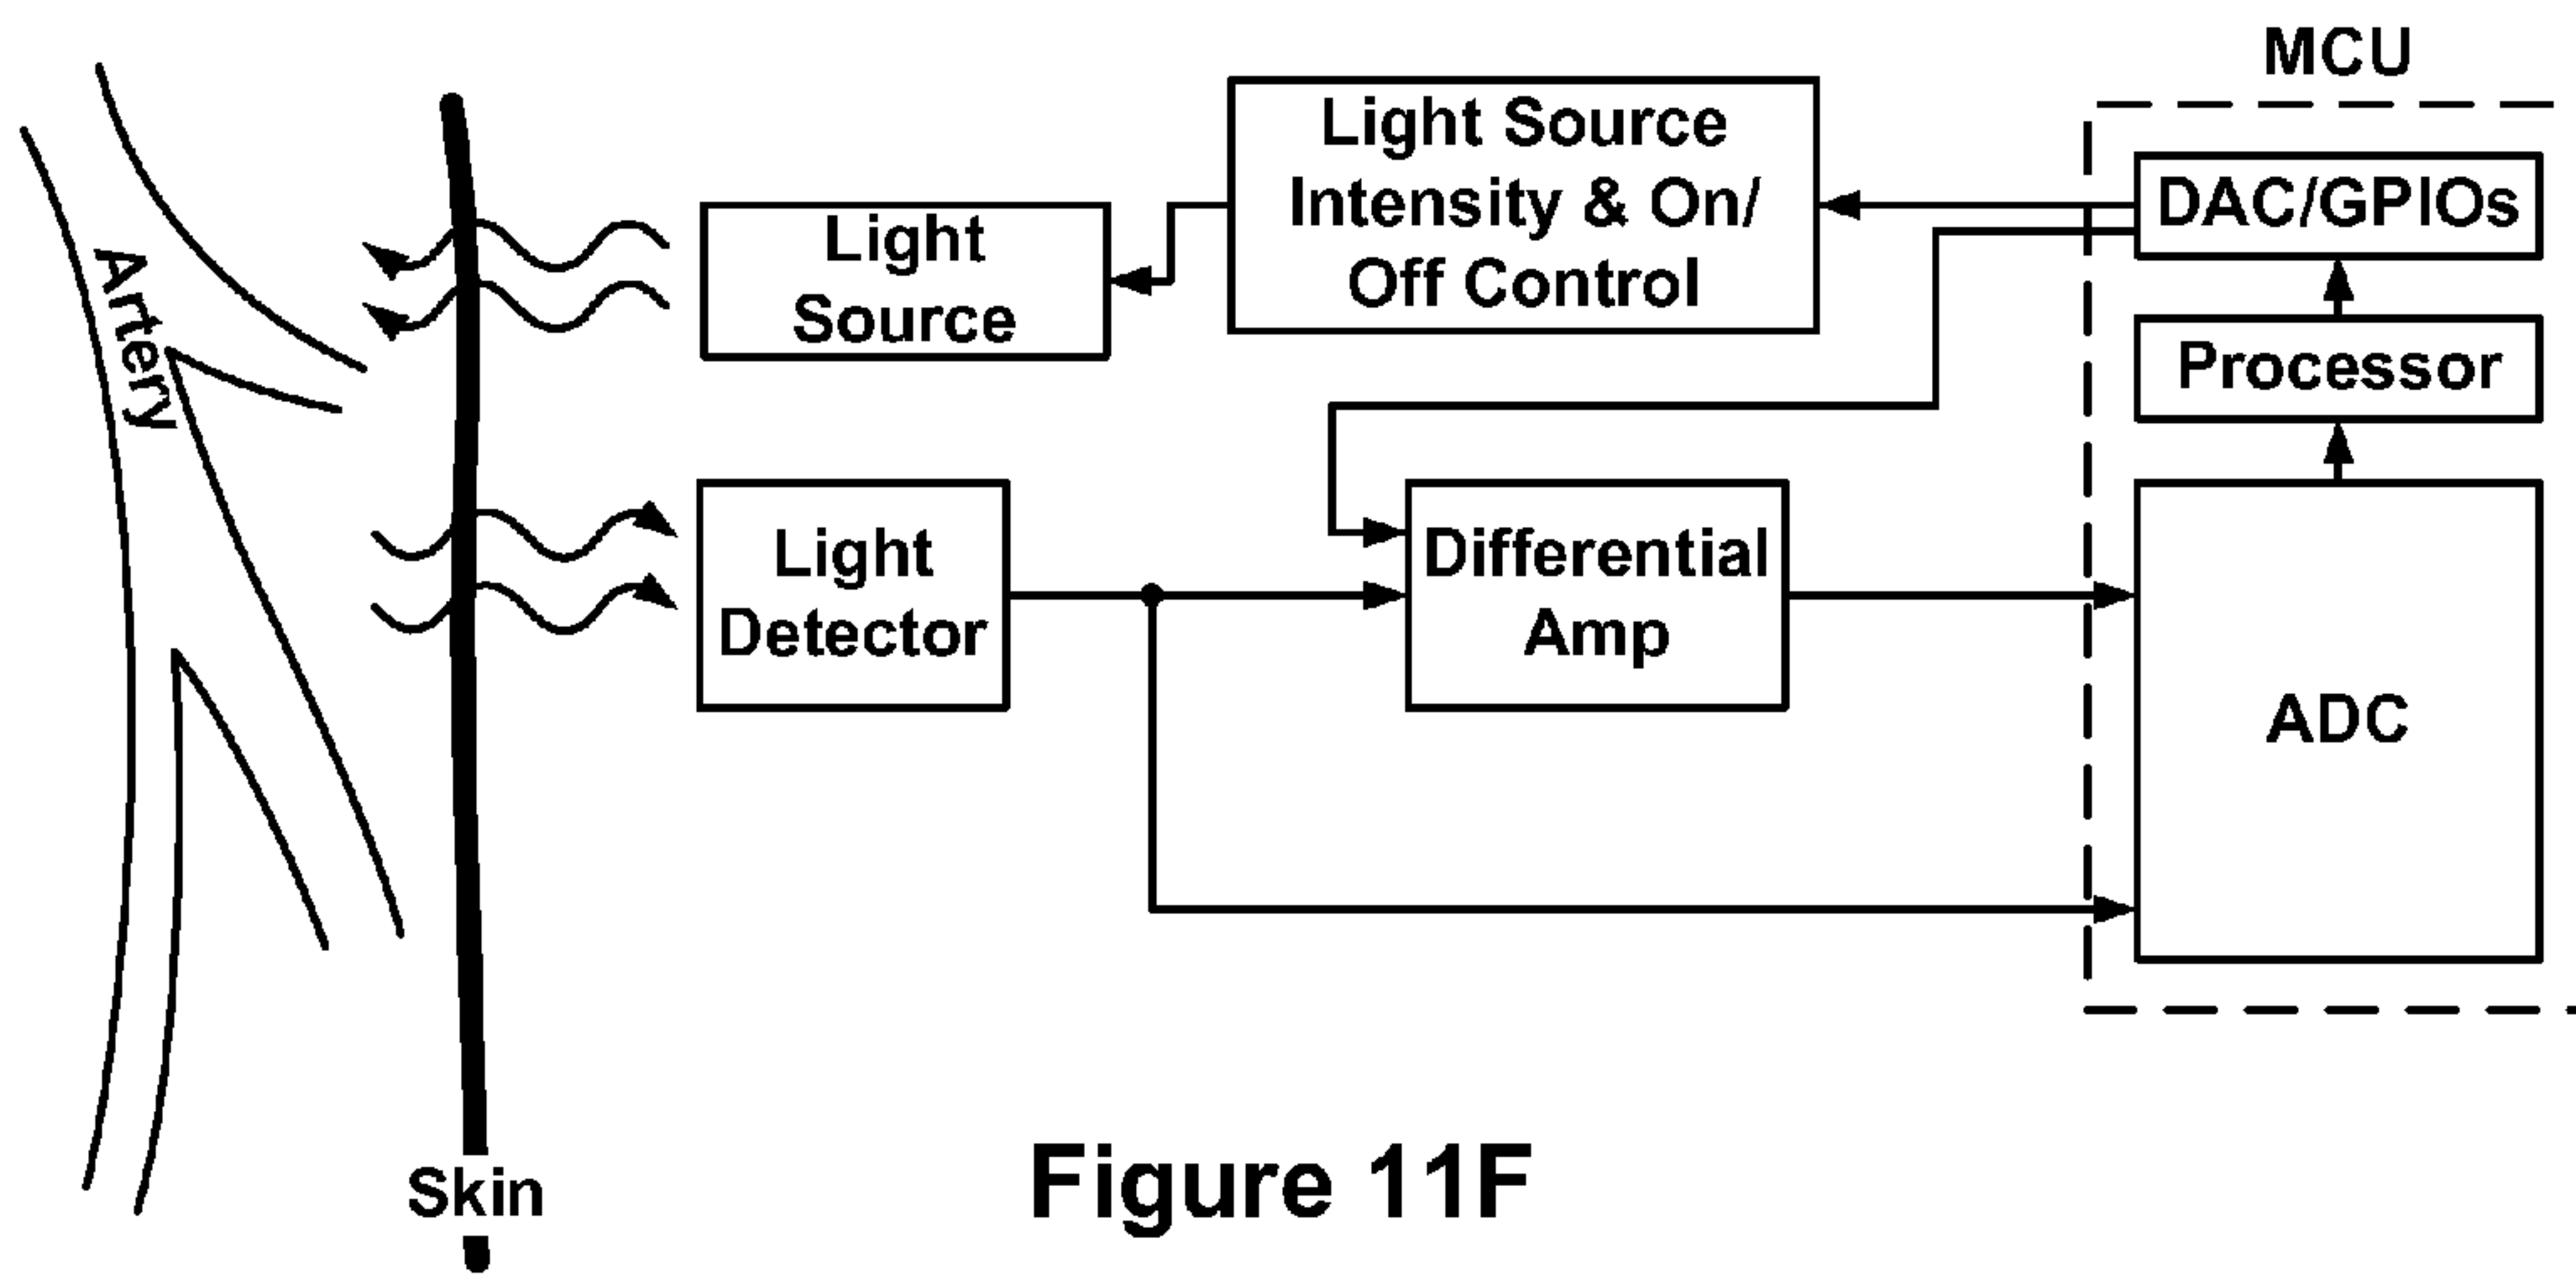 MCU
Light Source
Intensity & On/
Off Control
DAC/GPIOs
Light
Source
Artery
Processor
Light
Detector
Differential
Amp
ADC
Skin
Figure 11F